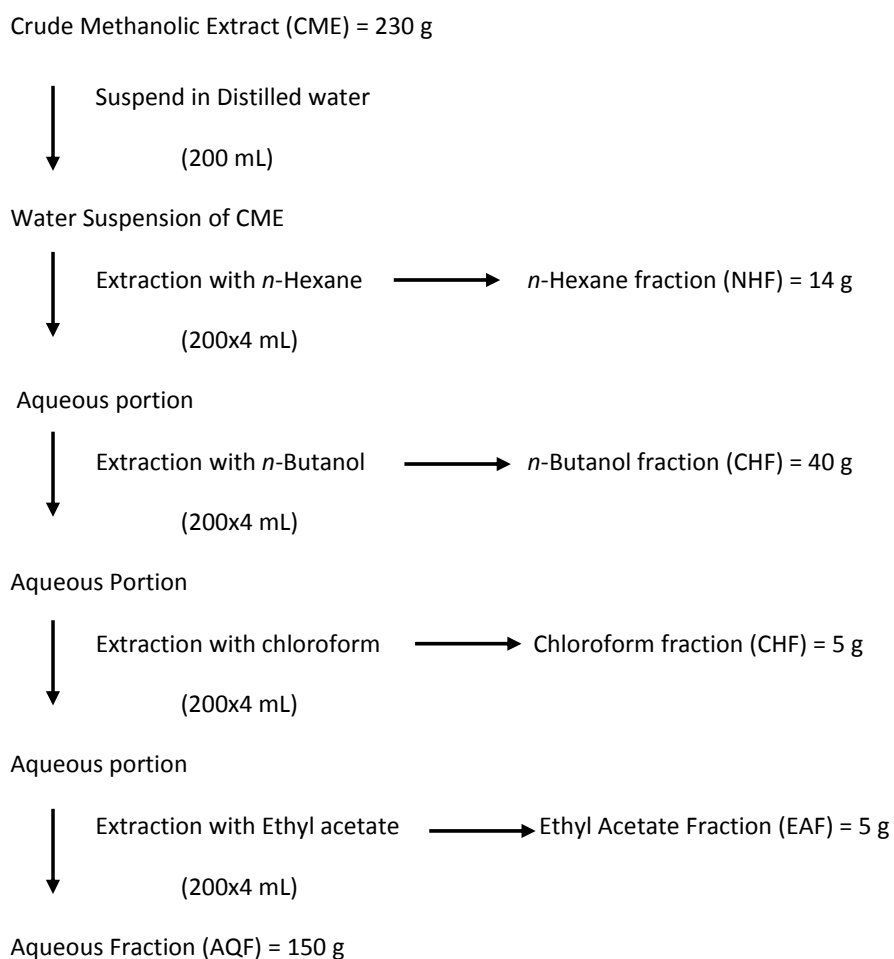 Crude Methanolic Extract (CME) = 230 g
Suspend in Distilled water
(200 mL)
Water Suspension of CME
Extraction with n-Hexane n-Hexane fraction (NHF) = 14 g
(200x4 mL)
Aqueous portion
Extraction with n-Butanol n-Butanol fraction (CHF) = 40 g
(200x4 mL)
Aqueous Portion
Extraction with chloroform Chloroform fraction (CHF) = 5 g
(200x4 mL)
Aqueous portion
Extraction with Ethyl acetate Ethyl Acetate Fraction (EAF) = 5 g
(200x4 mL)
Aqueous Fraction (AQF) = 150 g